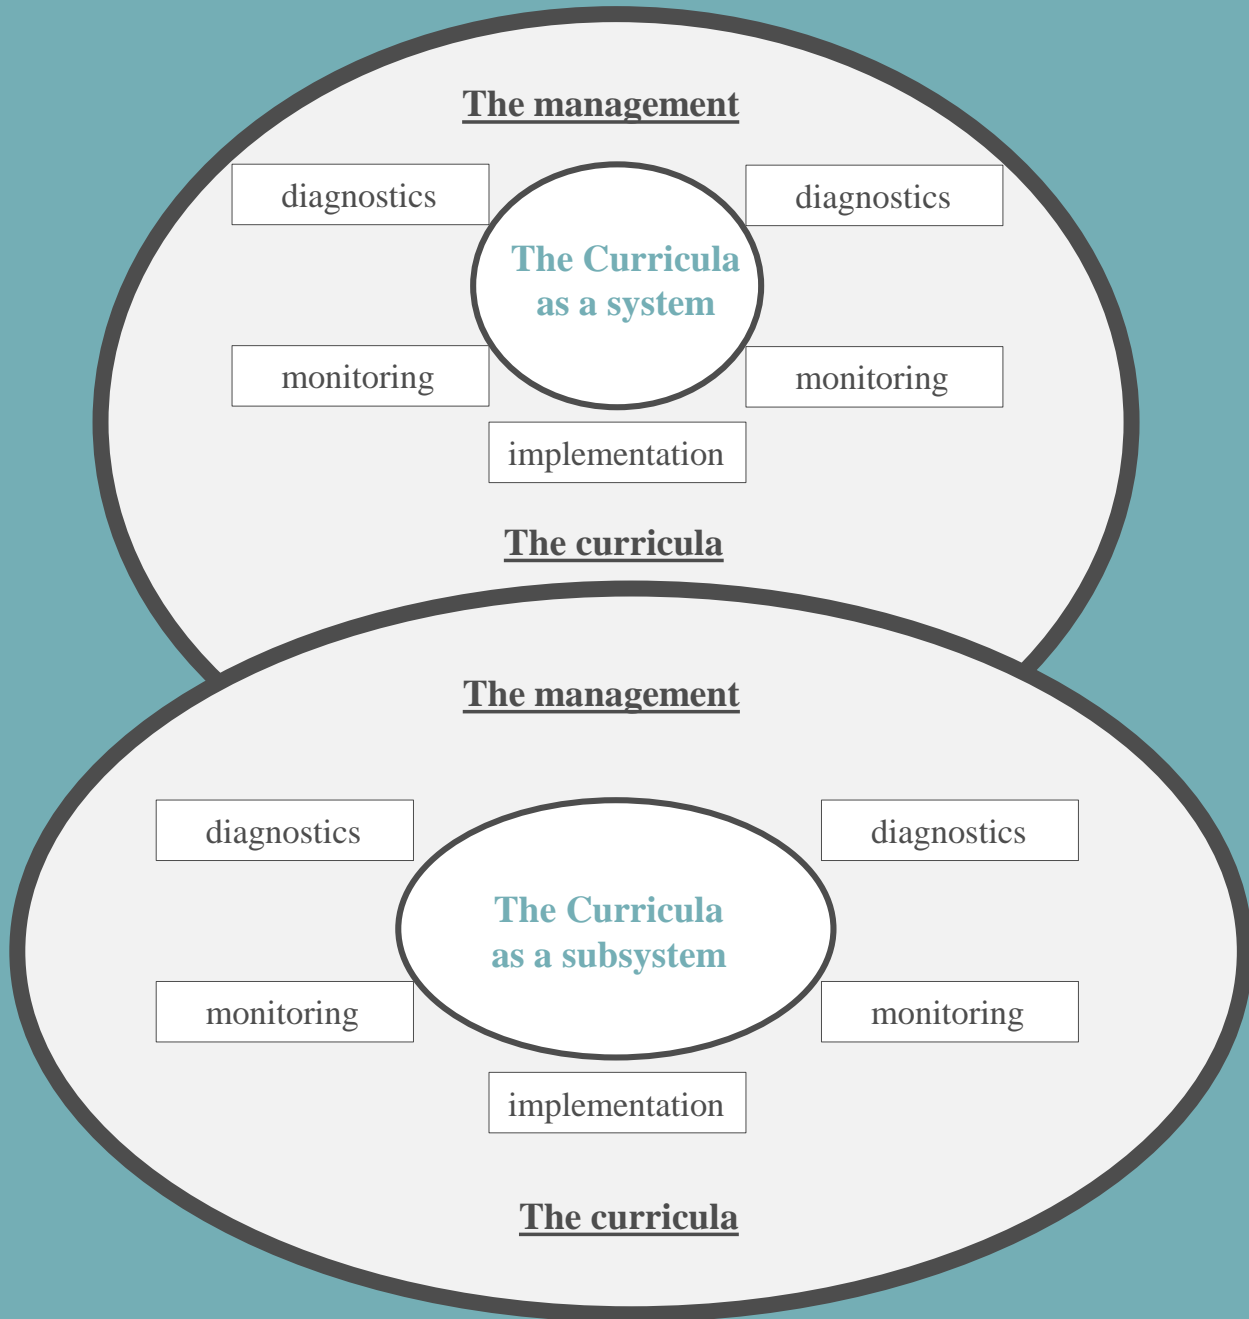 The management
diagnostics
diagnostics
The Curricula
as a system
monitoring
monitoring
implementation
The curricula
The management
diagnostics
diagnostics
The Curricula
as a subsystem
monitoring
monitoring
implementation
The curricula